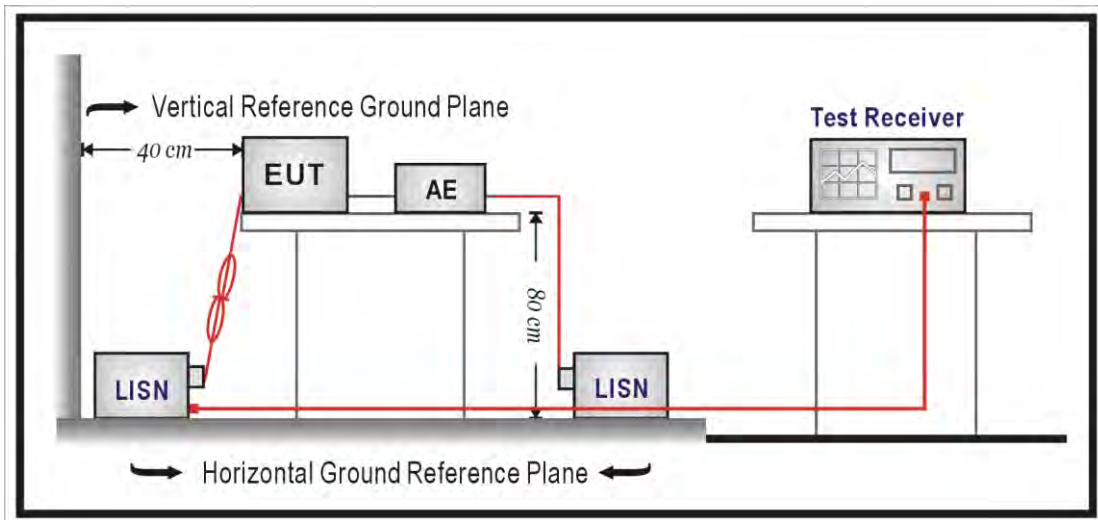 Vertical Reference Ground Plane
40 cm
EUT
AE
Test Receiver
80 cm
LISN
LISN
Horizontal Ground Reference Plane